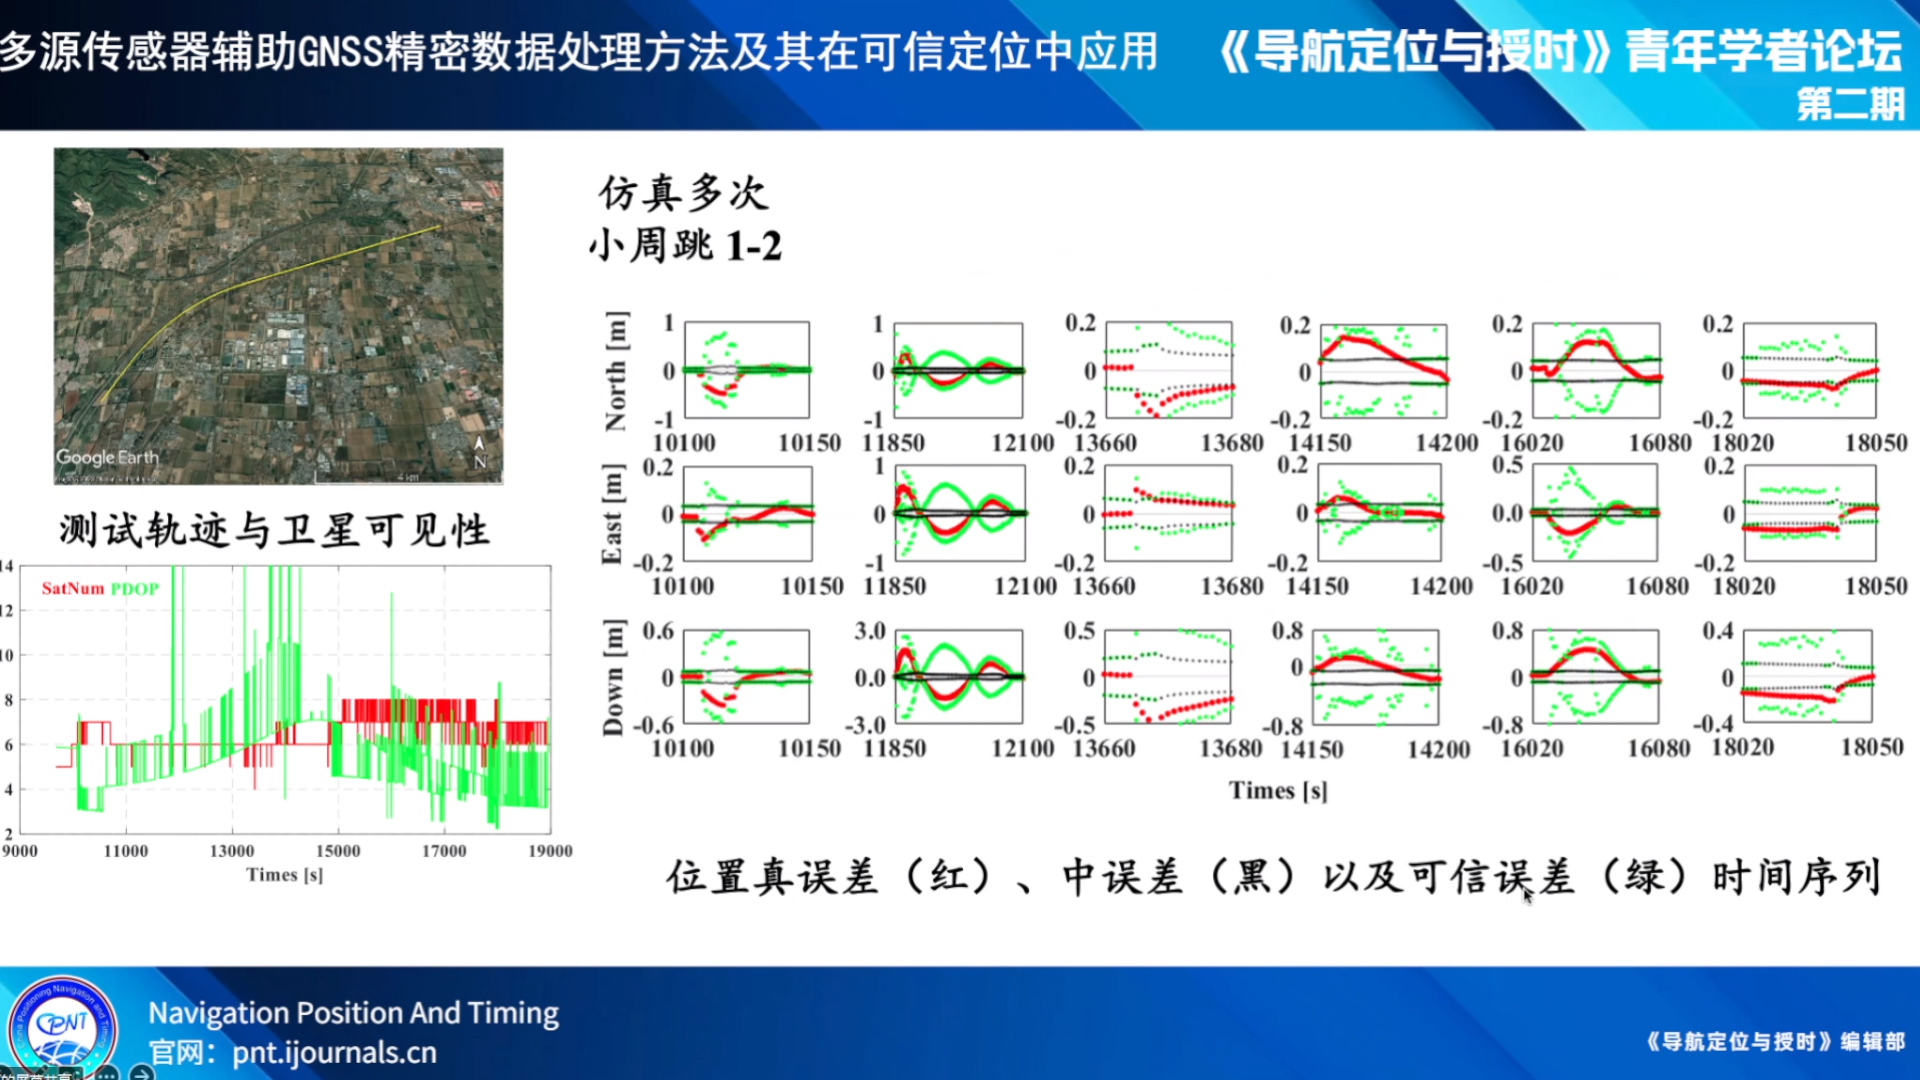 多源传感器辅助GNSS精密数据处理方法及其在可信定位中应用
《导航定位与授时》青年学者论坛
第二期
Google Earth
4 km
N
测试轨迹与卫星可见性
SatNum PDOP
14
12
10
8
6
4
2
9000 11000 13000 15000 17000 19000
Times [s]
仿真多次
小周跳 1-2
North [m]
1 0 -1
10100 10150
1 0 -1
11850 12100
0.2 0 -0.2
13660 13680
0.2 0 -0.2
14150 14200
0.2 0 -0.2
16020 16080
0.2 0 -0.2
18020 18050
East [m]
0.2 0 -0.2
10100 10150
1 0 -1
11850 12100
0.2 0 -0.2
13660 13680
0.2 0 -0.2
14150 14200
0.5 0.0 -0.5
16020 16080
0.2 0 -0.2
18020 18050
Down [m]
0.6 0 -0.6
10100 10150
3.0 0.0 -3.0
11850 12100
0.5 0 -0.5
13660 13680
0.8 0 -0.8
14150 14200
0.8 0 -0.8
16020 16080
0.4 0 -0.4
18020 18050
Times [s]
位置真误差（红）、中误差（黑）以及可信误差（绿）时间序列
China Positioning Navigation and Timing
PNT
Navigation Position And Timing
官网：pnt.ijournals.cn
《导航定位与授时》编辑部